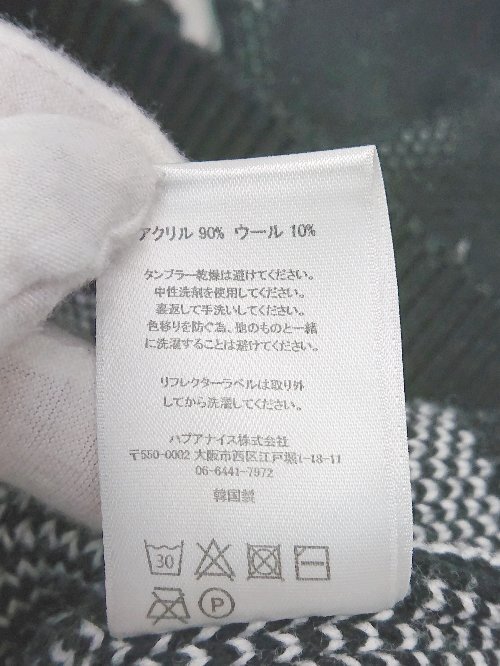 アクリル 90% ウール 10%
タンブラー乾燥は避けてください。
中性洗剤を使用してください。
裏返して手洗いしてください。
色移りを防ぐ為、他のものと一緒
に洗濯することは避けてください。
リフレクターラベルは取り外
してから洗濯してください。
ハブアナイス株式会社
〒550-0002 大阪市西区江戸堀1-18-11
06-6441-7972
韓国製
30
P